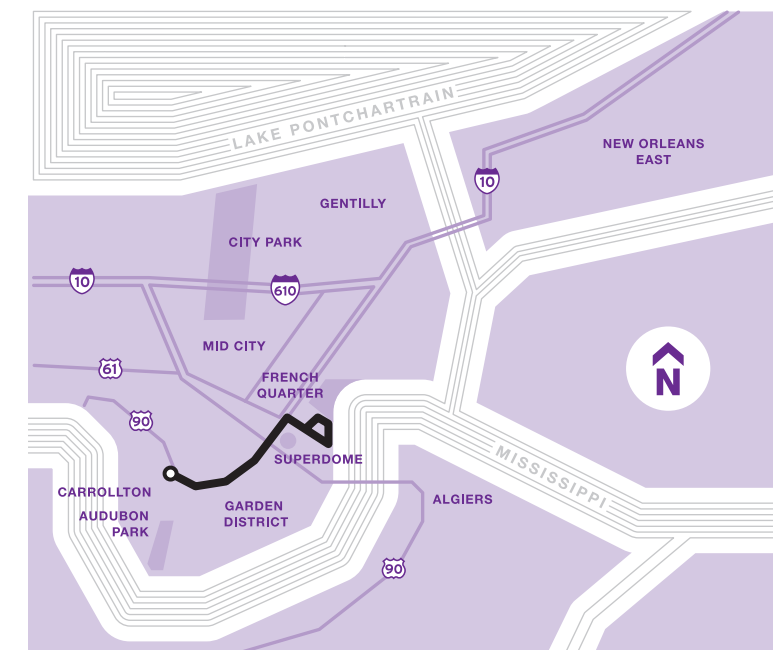 LAKE PONTCHARTRAIN
NEW ORLEANS
EAST
10
GENTILLY
CITY PARK
10
610
MID CITY
61
FRENCH
QUARTER
N
90
SUPERDOME
MISSISSIPPI
CARROLLTON
GARDEN
DISTRICT
ALGIERS
AUDUBON
PARK
90